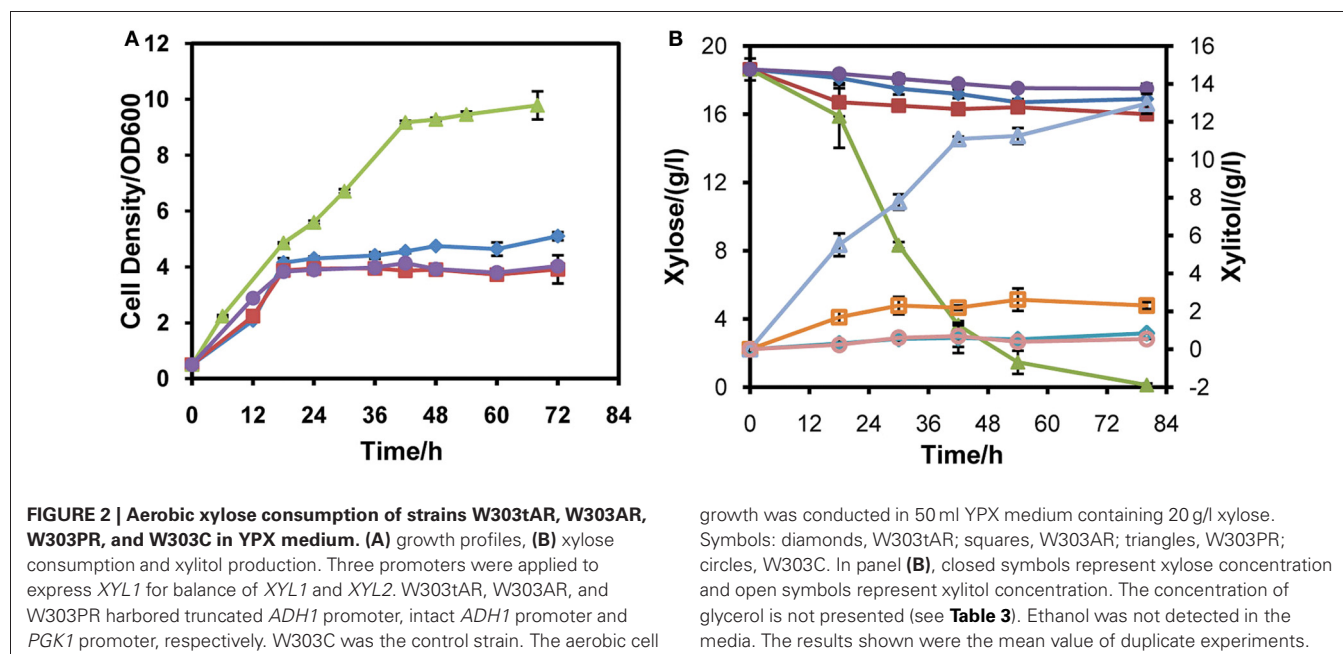 A
12
10
8
6
4
2
0
Cell Density/OD600
0 12 24 36 48 60 72 84
Time/h
B
20
16
12
8
4
0
Xylose/(g/l)
16
14
12
10
8
6
4
2
0
-2
Xylitol/(g/l)
0 12 24 36 48 60 72 84
Time/h
FIGURE 2 | Aerobic xylose consumption of strains W303tAR, W303AR,
W303PR, and W303C in YPX medium. (A) growth profiles, (B) xylose
consumption and xylitol production. Three promoters were applied to
express XYL1 for balance of XYL1 and XYL2. W303tAR, W303AR, and
W303PR harbored truncated ADH1 promoter, intact ADH1 promoter and
PGK1 promoter, respectively. W303C was the control strain. The aerobic cell
growth was conducted in 50 ml YPX medium containing 20 g/l xylose.
Symbols: diamonds, W303tAR; squares, W303AR; triangles, W303PR;
circles, W303C. In panel (B), closed symbols represent xylose concentration
and open symbols represent xylitol concentration. The concentration of
glycerol is not presented (see Table 3). Ethanol was not detected in the
media. The results shown were the mean value of duplicate experiments.